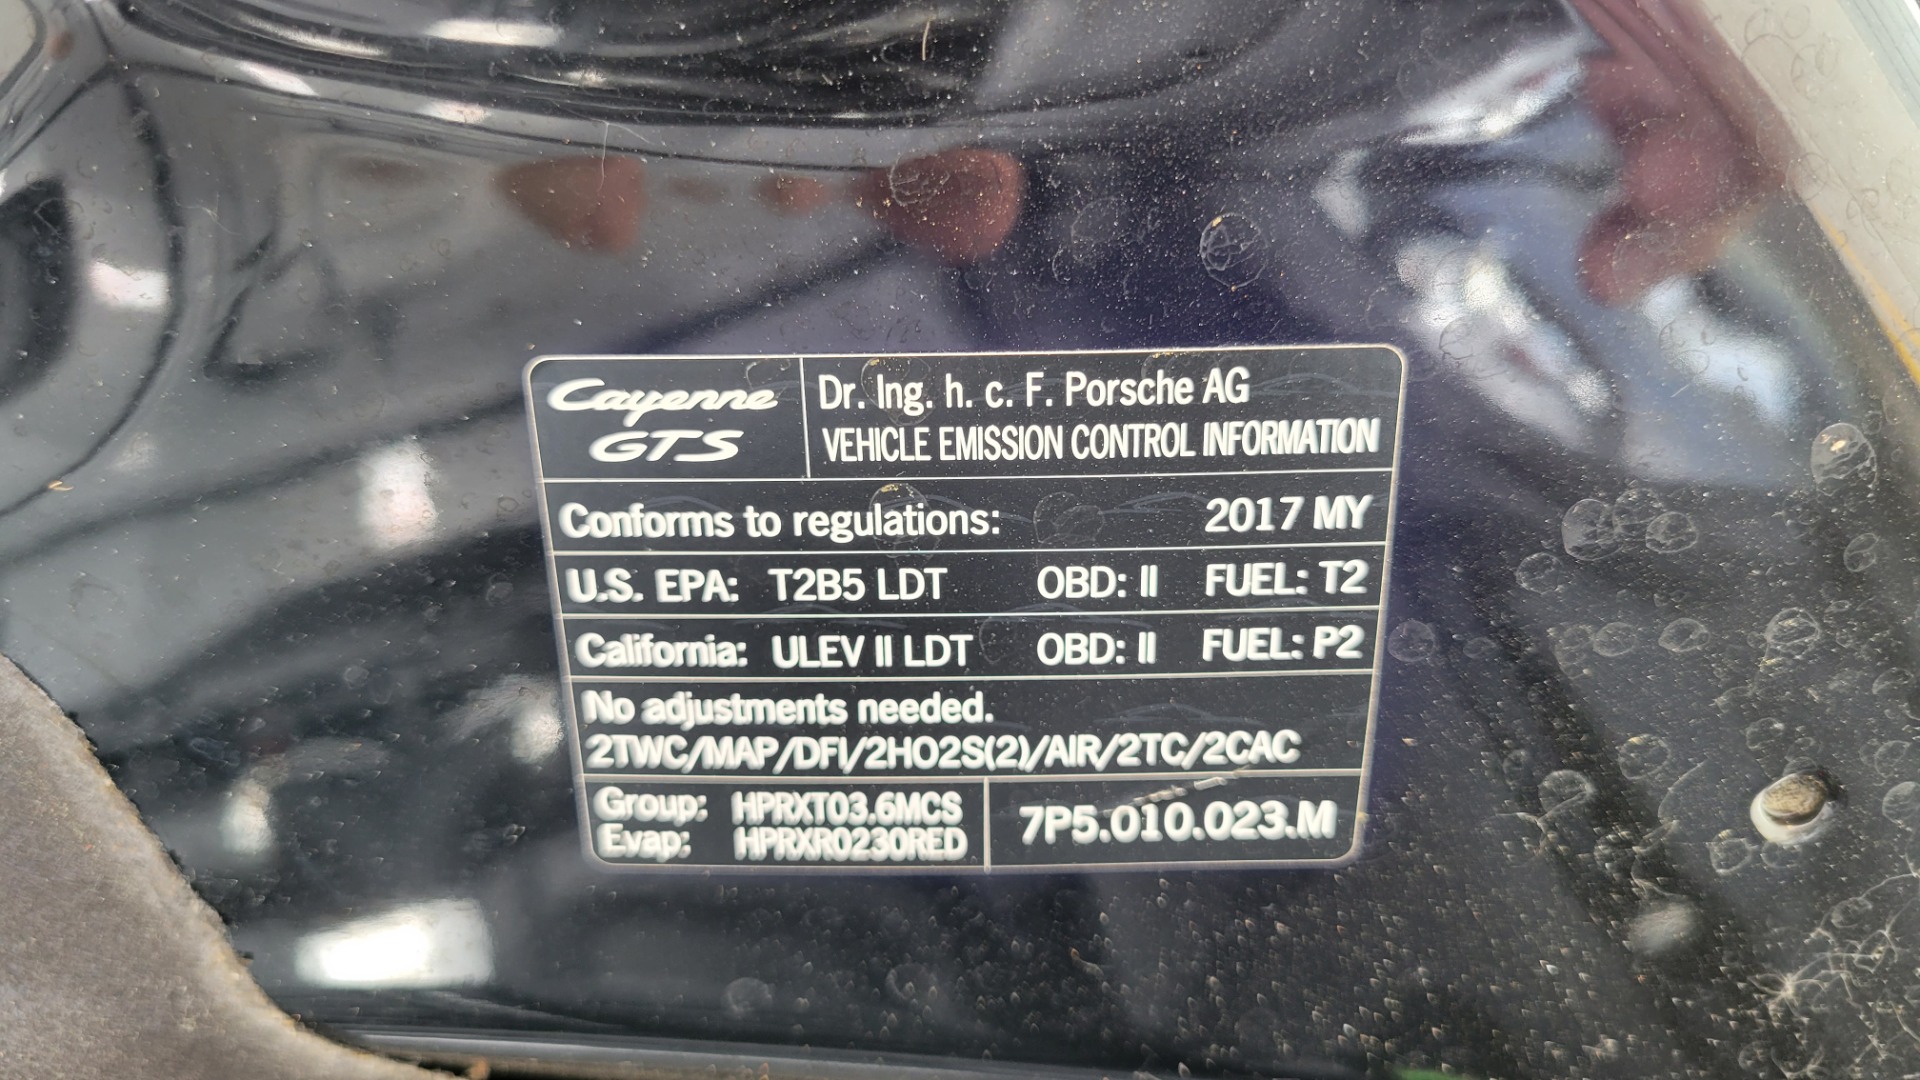 Cayenne
GTS
Dr. Ing. h. c. F. Porsche AG
VEHICLE EMISSION CONTROL INFORMATION
Conforms to regulations: 2017 MY
U.S. EPA: T2B5 LDT OBD: II FUEL: T2
California: ULEV II LDT OBD: II FUEL: P2
No adjustments needed.
2TWC/MAP/DFI/2HO2S(2)/AIR/2TC/2CAC
Group: HPRXT03.6MCS
Evap: HPRXR0230RED
7P5.010.023.M